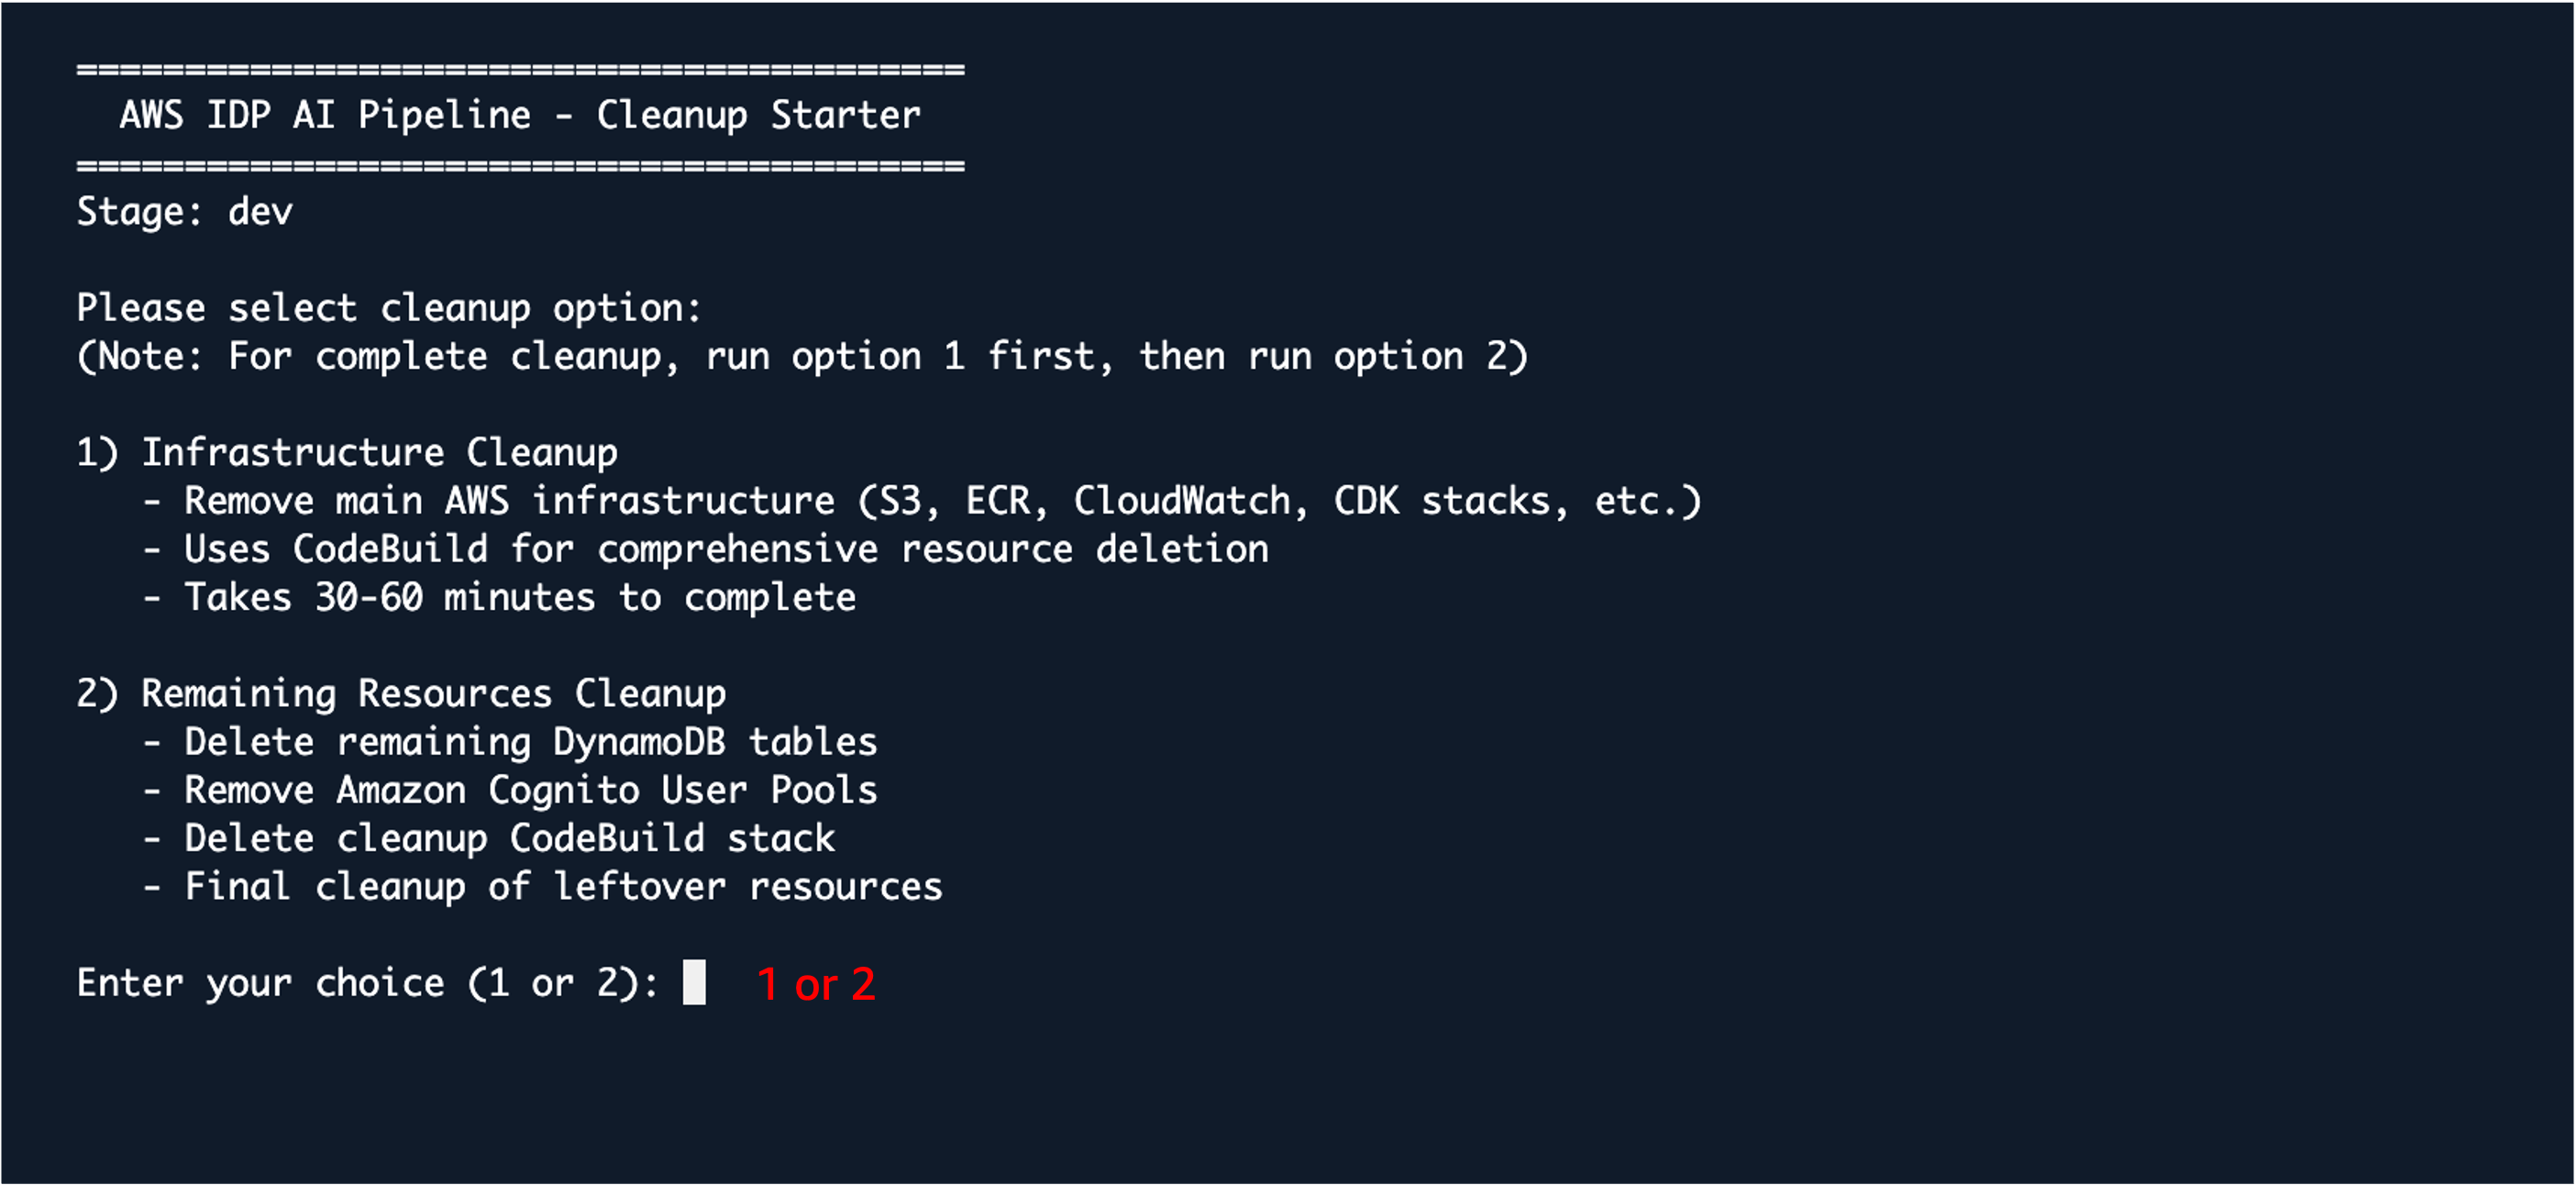 =========================================
AWS IDP AI Pipeline - Cleanup Starter
=========================================
Stage: dev
Please select cleanup option:
(Note: For complete cleanup, run option 1 first, then run option 2)
1) Infrastructure Cleanup
- Remove main AWS infrastructure (S3, ECR, CloudWatch, CDK stacks, etc.)
- Uses CodeBuild for comprehensive resource deletion
- Takes 30-60 minutes to complete
2) Remaining Resources Cleanup
- Delete remaining DynamoDB tables
- Remove Amazon Cognito User Pools
- Delete cleanup CodeBuild stack
- Final cleanup of leftover resources
Enter your choice (1 or 2): 1 or 2